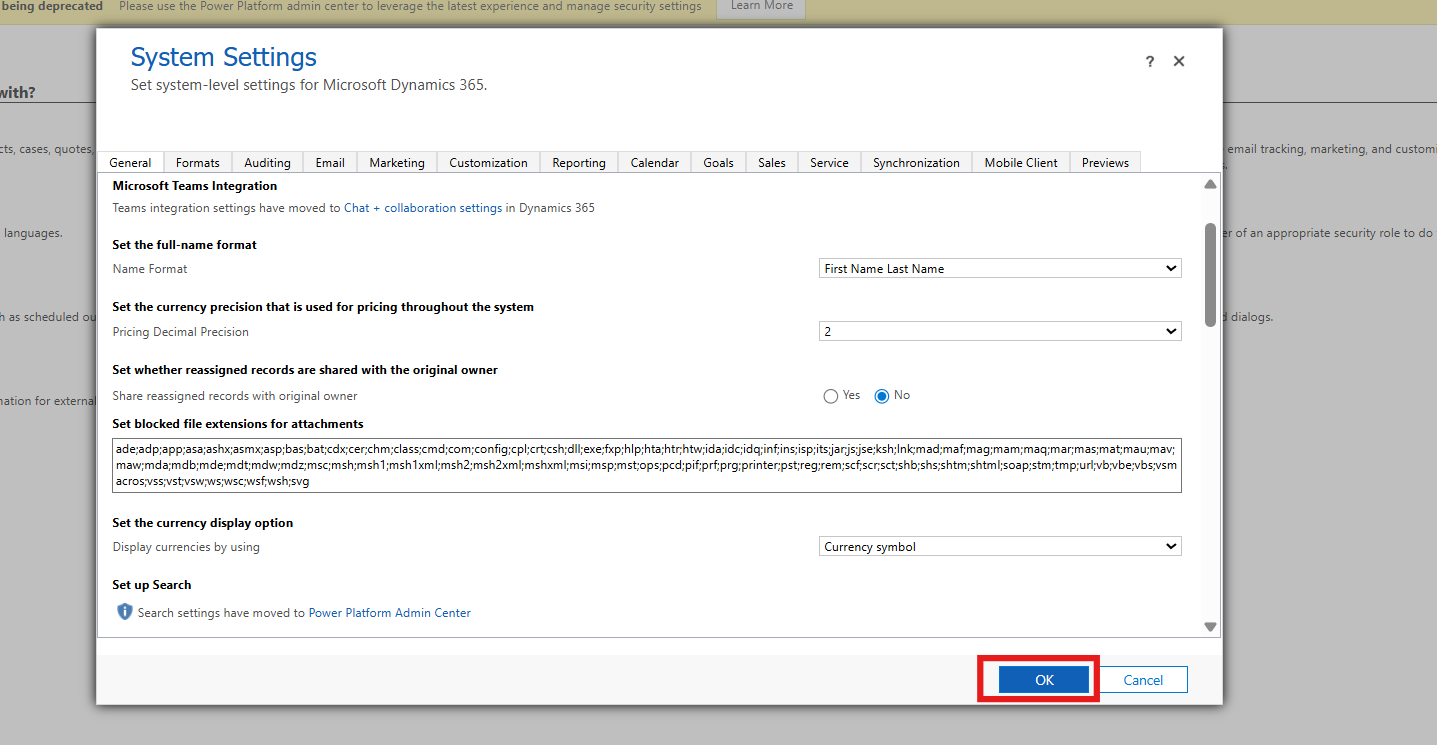 being deprecated Please use the Power Platform admin center to leverage the latest experience and manage security settings Learn More
System Settings
? ✕
Set system-level settings for Microsoft Dynamics 365.
with?
General Formats Auditing Email Marketing Customization Reporting Calendar Goals Sales Service Synchronization Mobile Client Previews
cts, cases, quotes,
email tracking, marketing, and customi
Microsoft Teams Integration
Teams integration settings have moved to Chat + collaboration settings in Dynamics 365
languages.
er of an appropriate security role to do
Set the full-name format
Name Format First Name Last Name
Set the currency precision that is used for pricing throughout the system
h as scheduled ou
d dialogs.
Pricing Decimal Precision 2
Set whether reassigned records are shared with the original owner
Share reassigned records with original owner Yes No
nation for external
Set blocked file extensions for attachments
ade;adp;app;asa;ashx;asmx;asp;bas;bat;cdx;cer;chm;class;cmd;com;config;cpl;crt;csh;dll;exe;fxp;hlp;hta;htr;htw;ida;idc;idq;inf;ins;isp;its;jar;js;jse;ksh;lnk;mad;maf;mag;mam;maq;mar;mas;mat;mau;mav;
maw;mda;mdb;mde;mdt;mdw;mdz;msc;msh;msh1;msh1xml;msh2;msh2xml;mshxml;msi;msp;mst;ops;pcd;pif;prf;prg;printer;pst;reg;rem;scf;scr;sct;shb;shs;shtm;shtml;soap;stm;tmp;url;vb;vbe;vbs;vsm
acros;vss;vst;vsw;ws;wsc;wsf;wsh;svg
Set the currency display option
Display currencies by using Currency symbol
Set up Search
Search settings have moved to Power Platform Admin Center
OK Cancel